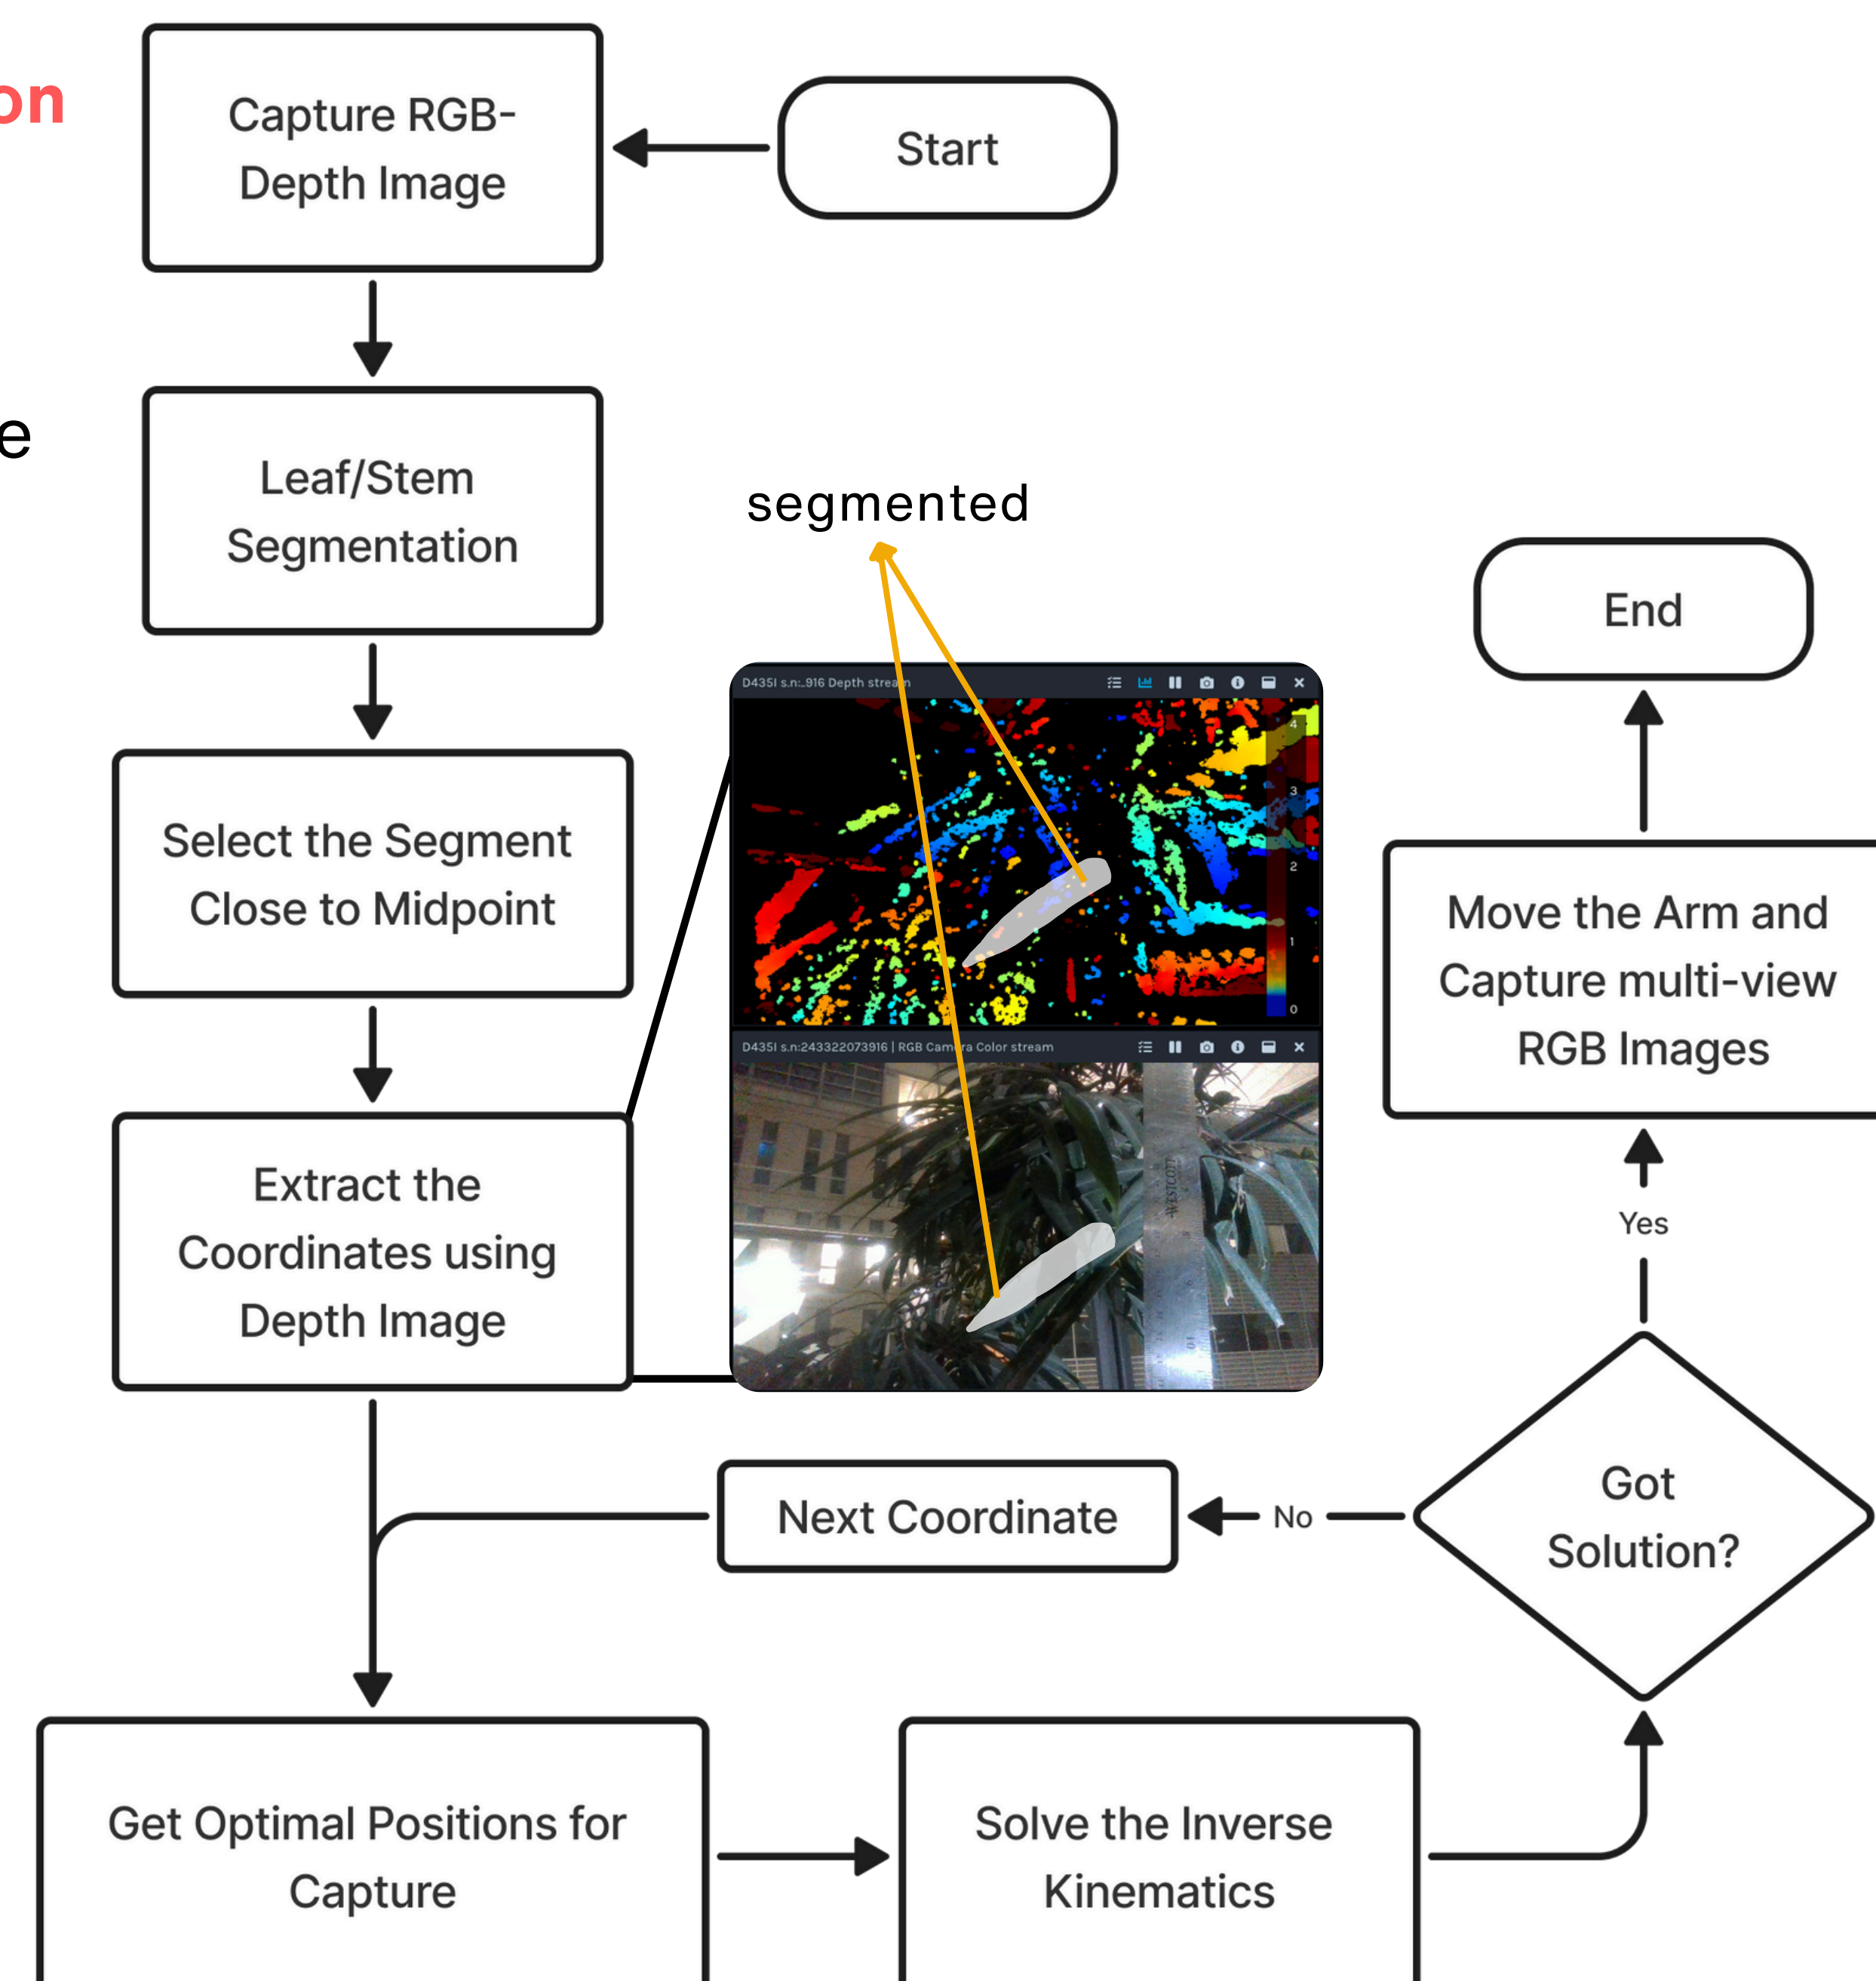 on
e
Start
Capture RGB-
Depth Image
Leaf/Stem
Segmentation
Select the Segment
Close to Midpoint
Extract the
Coordinates using
Depth Image
segmented
D435I s.n:..916 Depth stream
4
3
2
1
0
D435I s.n:243322073916 | RGB Camera Color stream
WESTCOTT
Next Coordinate
No
Got
Solution?
Yes
Move the Arm and
Capture multi-view
RGB Images
End
Get Optimal Positions for
Capture
Solve the Inverse
Kinematics